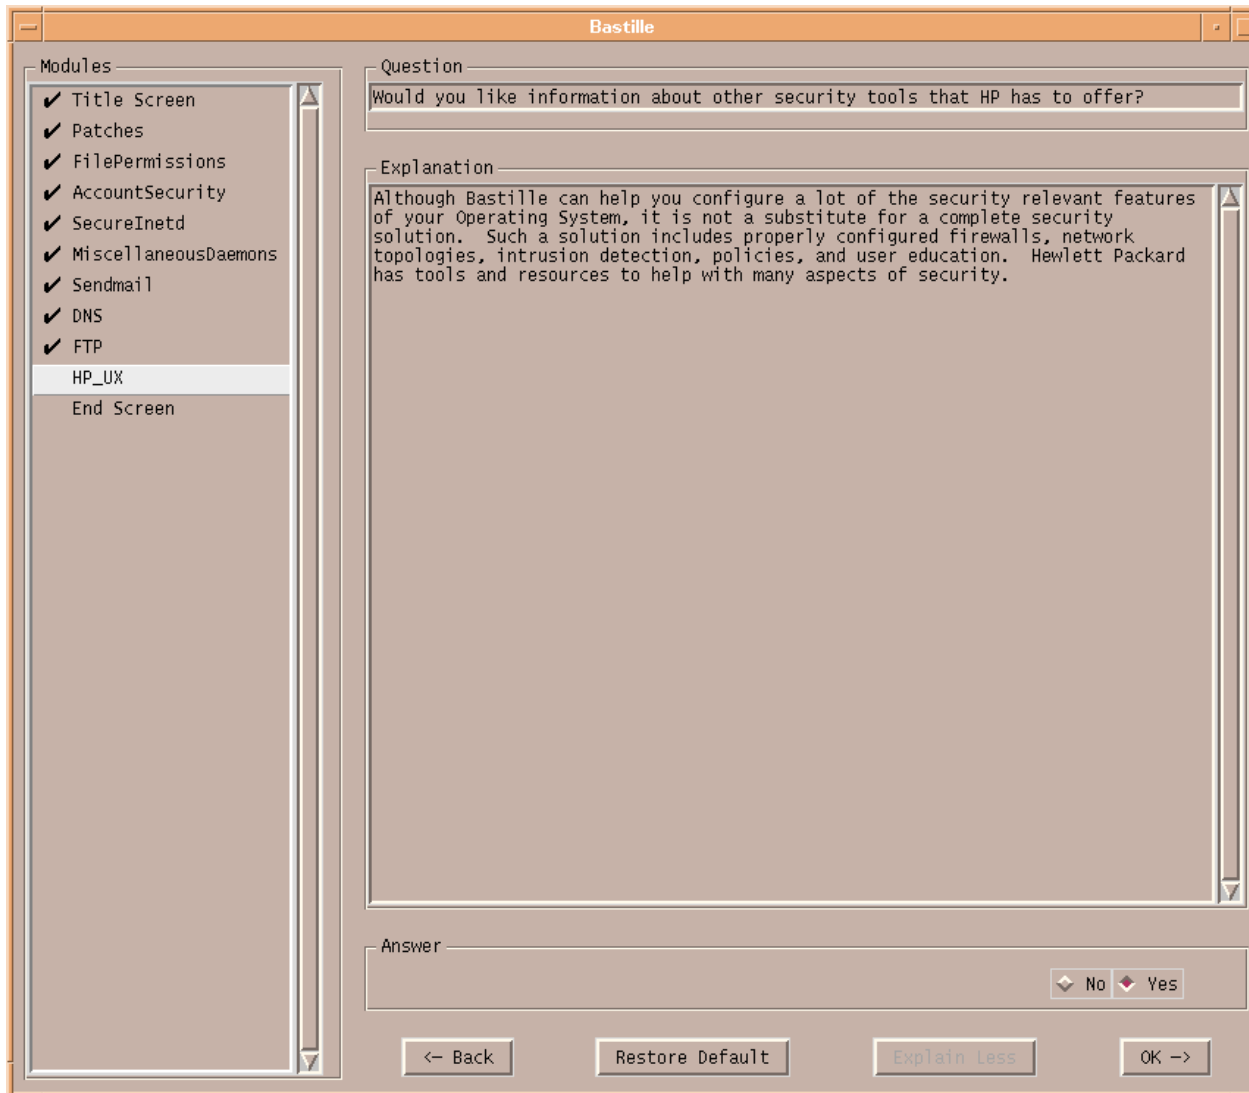 Bastille
Modules
Title Screen
Patches
FilePermissions
AccountSecurity
SecureInetd
MiscellaneousDaemons
Sendmail
DNS
FTP
HP_UX
End Screen
Question
Would you like information about other security tools that HP has to offer?
Explanation
Although Bastille can help you configure a lot of the security relevant features
of your Operating System, it is not a substitute for a complete security
solution.  Such a solution includes properly configured firewalls, network
topologies, intrusion detection, policies, and user education.  Hewlett Packard
has tools and resources to help with many aspects of security.
Answer
No Yes
<- Back Restore Default Explain Less OK ->